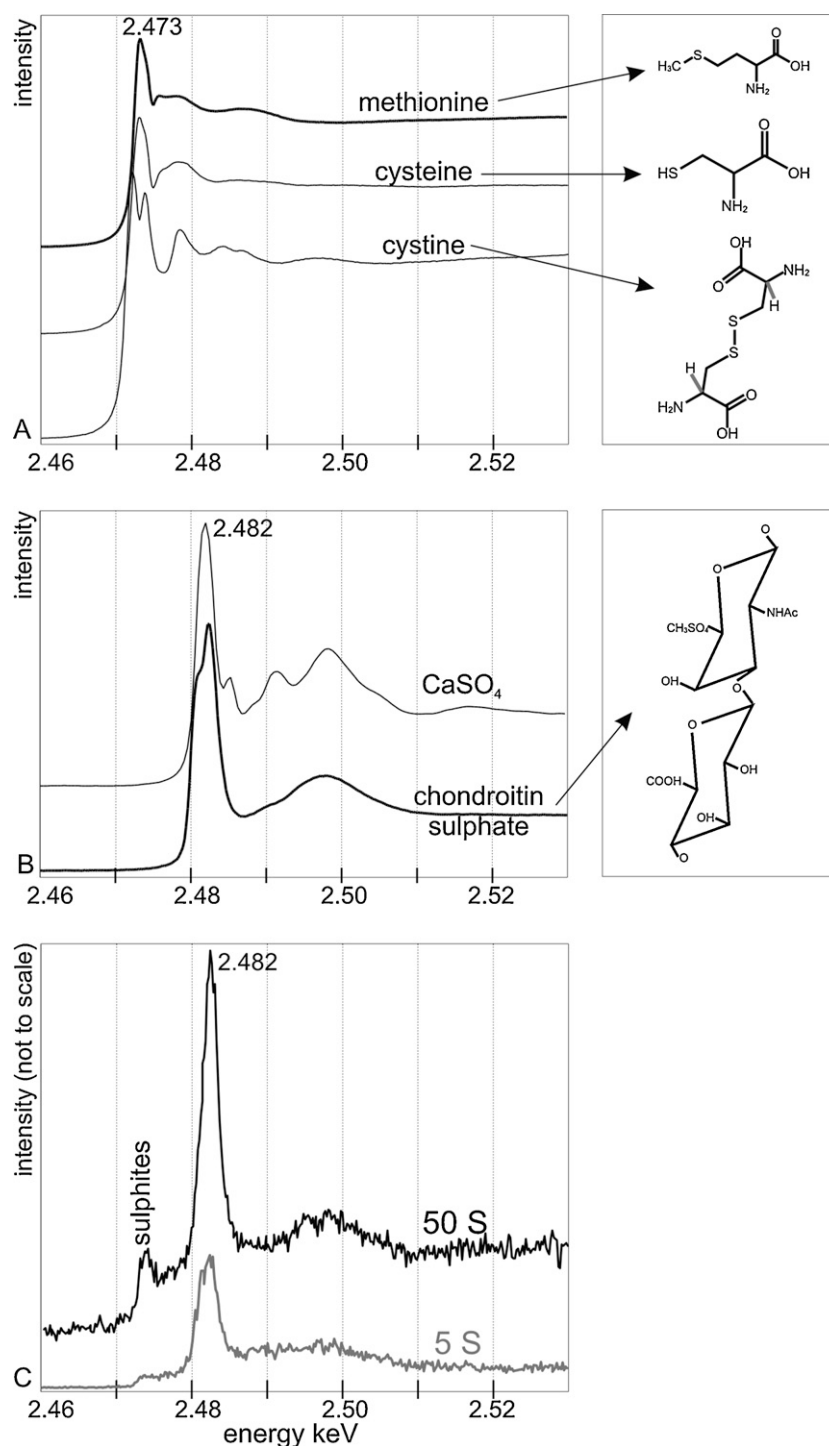 intensity
2.473
methionine
cysteine
cystine
A
2.46
2.48
2.50
2.52
H₃C
S
O
OH
NH₂
HS
O
OH
NH₂
OH
O
NH₂
H
S
S
H
H₂N
O
OH
intensity
2.482
CaSO₄
chondroitin
sulphate
B
2.46
2.48
2.50
2.52
O
O
NHAc
CH₃SO₄
OH
O
O
COOH
OH
OH
O
intensity (not to scale)
2.482
sulphites
50 S
5 S
C
2.46
2.48
2.50
2.52
energy keV